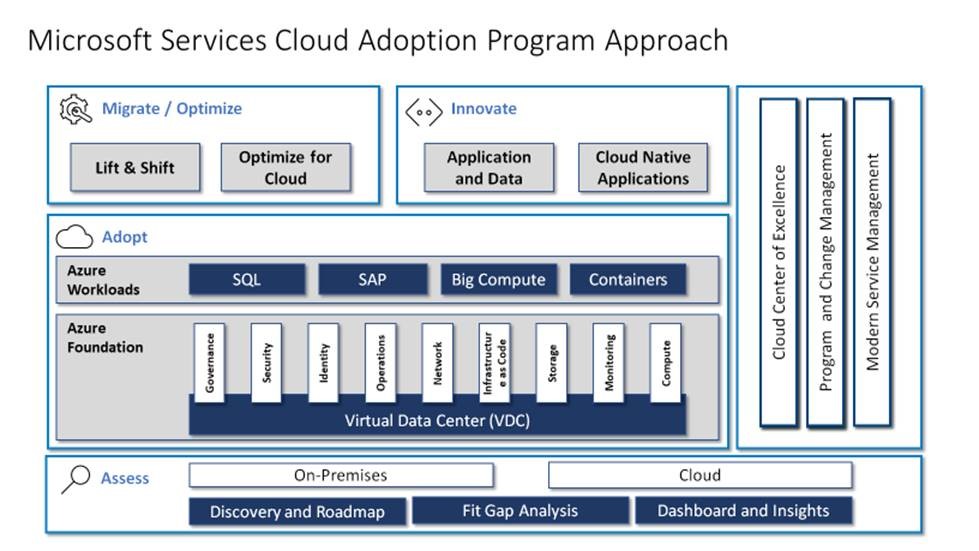 Microsoft Services Cloud Adoption Program Approach
Migrate / Optimize
Lift & Shift
Optimize for
Cloud
Innovate
Application
and Data
Cloud Native
Applications
Adopt
Azure
Workloads
SQL
SAP
Big Compute
Containers
Azure
Foundation
Governance
Security
Identity
Operations
Network
Infrastructur
e as Code
Storage
Monitoring
Compute
Virtual Data Center (VDC)
Cloud Center of Excellence
Program and Change Management
Modern Service Management
Assess
On-Premises
Cloud
Discovery and Roadmap
Fit Gap Analysis
Dashboard and Insights